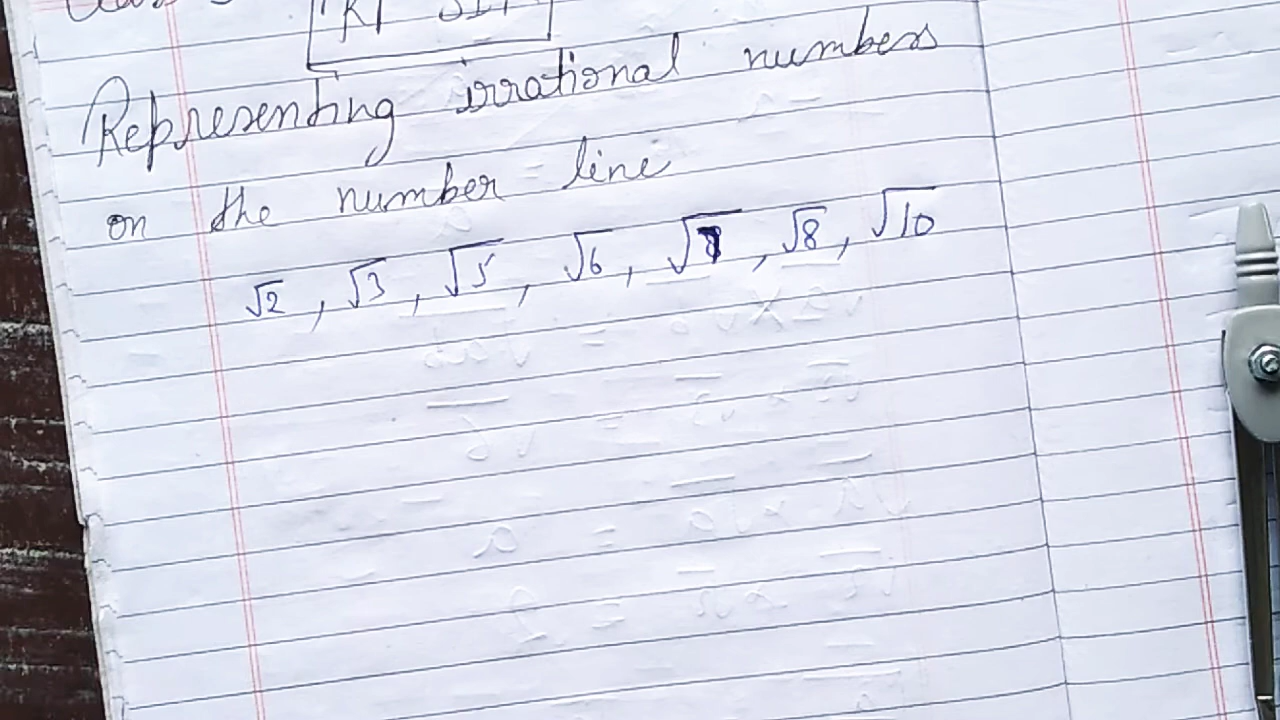 Representing irrational numbers
on the number line
√2 , √3 , √5 , √6 , √7 , √8 , √10